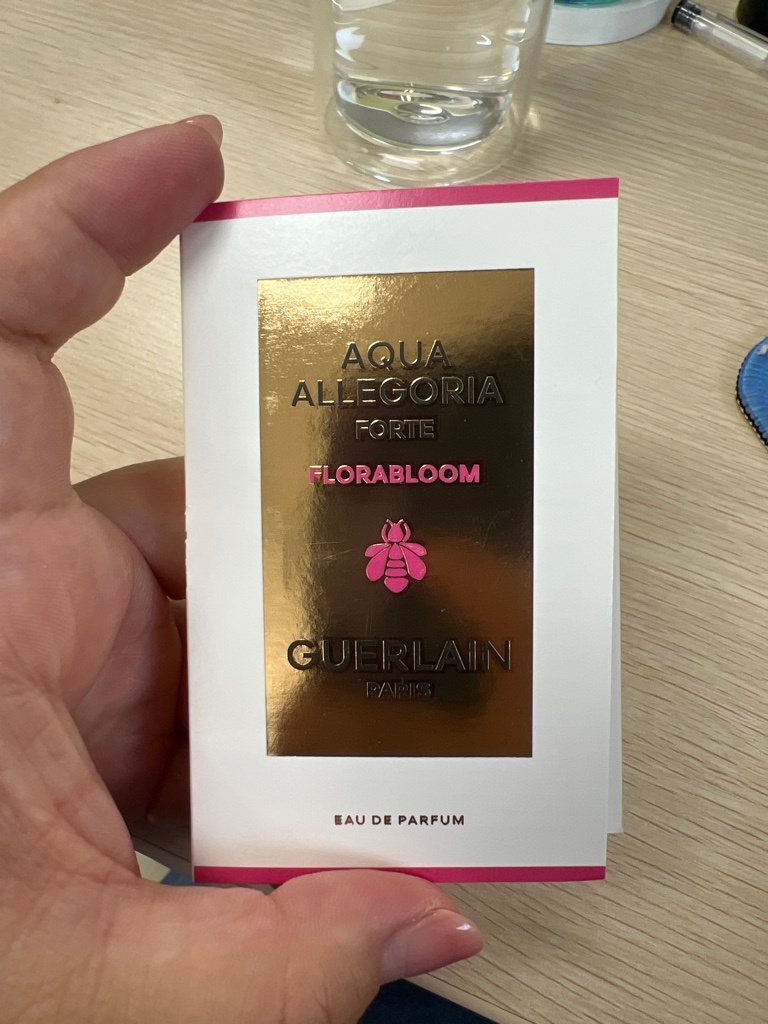 AQUA
ALLEGORIA
FORTE
FLORABLOOM
GUERLAIN
PARIS
EAU DE PARFUM